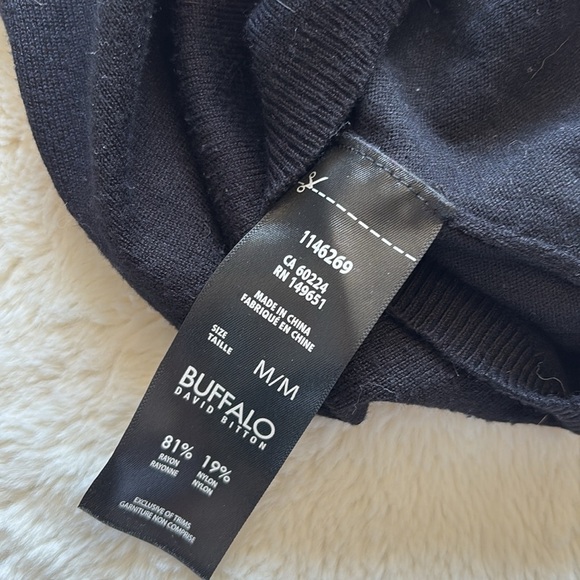 1146269
CA 60224
RN 149651
MADE IN CHINA
FABRIQUÉ EN CHINE
SIZE
TAILLE
M/M
BUFFALO
DAVID BITTON
81% 19%
RAYON NYLON
RAYONNE NYLON
EXCLUSIVE OF TRIMS
GARNITURE NON COMPRISE